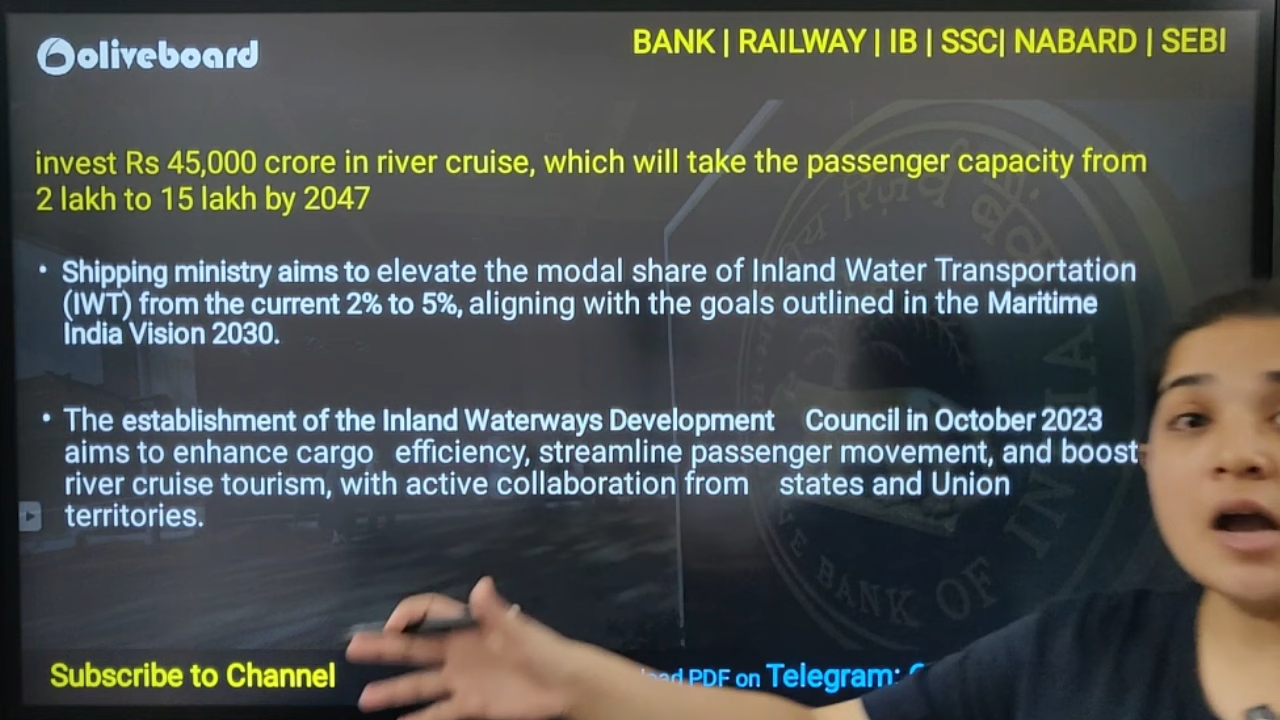 oliveboard
BANK | RAILWAY | IB | SSC| NABARD | SEBI
invest Rs 45,000 crore in river cruise, which will take the passenger capacity from
2 lakh to 15 lakh by 2047
• Shipping ministry aims to elevate the modal share of Inland Water Transportation
(IWT) from the current 2% to 5%, aligning with the goals outlined in the Maritime
India Vision 2030.
• The establishment of the Inland Waterways Development Council in October 2023
aims to enhance cargo efficiency, streamline passenger movement, and boost
river cruise tourism, with active collaboration from states and Union
territories.
BANK OF INDIA
Subscribe to Channel
PDF on Telegram: